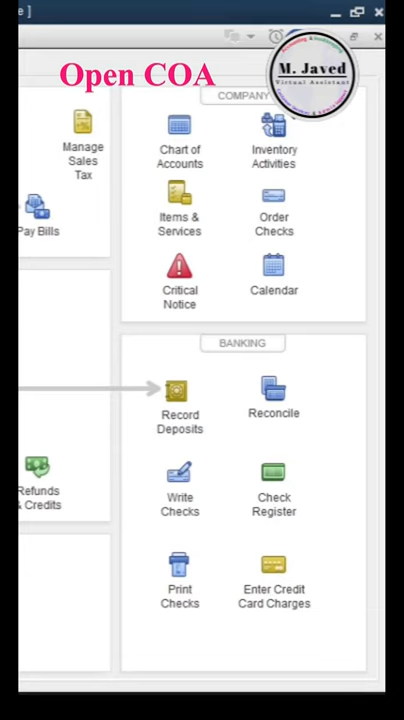 ]
Open COA
M. Javed
Virtual Assistant
COMPANY
Manage
Sales
Tax
Chart of
Accounts
Inventory
Activities
Pay Bills
Items &
Services
Order
Checks
Critical
Notice
Calendar
BANKING
Record
Deposits
Reconcile
Refunds
& Credits
Write
Checks
Check
Register
Print
Checks
Enter Credit
Card Charges